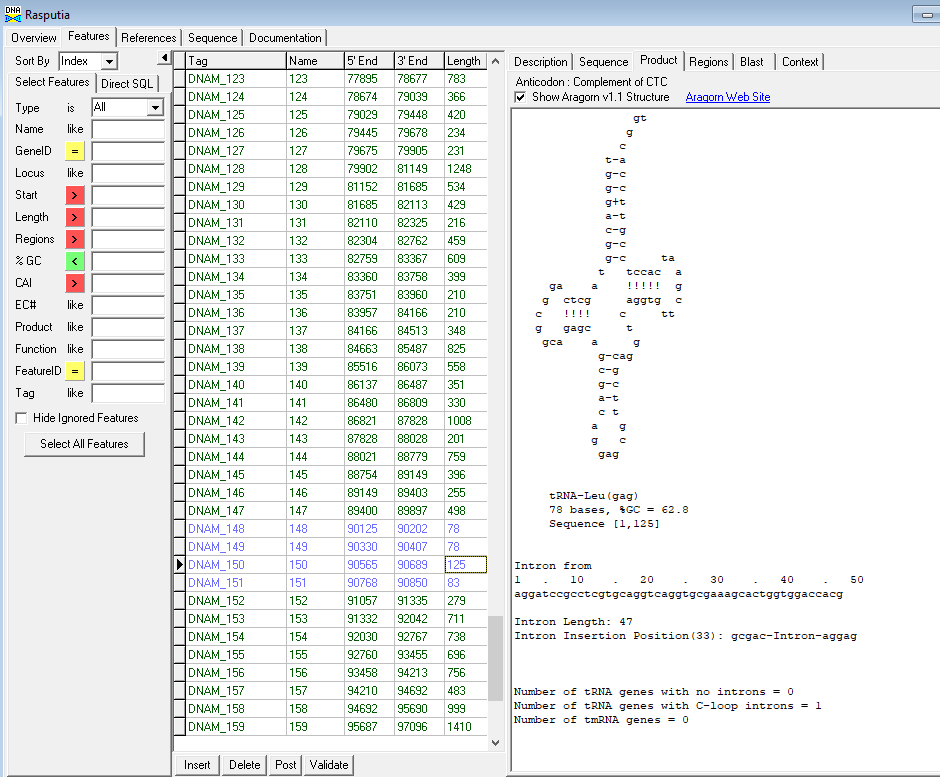 DNA
Rasputia
Overview Features References Sequence Documentation
Sort By Index
Select Features Direct SQL
Type is All
Name like
GeneID =
Locus like
Start >
Length >
Regions >
% GC <
CAI >
EC# like
Product like
Function like
FeatureID =
Tag like
Hide Ignored Features
Select All Features
Tag Name 5' End 3' End Length
DNAM_123 123 77895 78677 783
DNAM_124 124 78674 79039 366
DNAM_125 125 79029 79448 420
DNAM_126 126 79445 79678 234
DNAM_127 127 79675 79905 231
DNAM_128 128 79902 81149 1248
DNAM_129 129 81152 81685 534
DNAM_130 130 81685 82113 429
DNAM_131 131 82110 82325 216
DNAM_132 132 82304 82762 459
DNAM_133 133 82759 83367 609
DNAM_134 134 83360 83758 399
DNAM_135 135 83751 83960 210
DNAM_136 136 83957 84166 210
DNAM_137 137 84166 84513 348
DNAM_138 138 84663 85487 825
DNAM_139 139 85516 86073 558
DNAM_140 140 86137 86487 351
DNAM_141 141 86480 86809 330
DNAM_142 142 86821 87828 1008
DNAM_143 143 87828 88028 201
DNAM_144 144 88021 88779 759
DNAM_145 145 88754 89149 396
DNAM_146 146 89149 89403 255
DNAM_147 147 89400 89897 498
DNAM_148 148 90125 90202 78
DNAM_149 149 90330 90407 78
DNAM_150 150 90565 90689 125
DNAM_151 151 90768 90850 83
DNAM_152 152 91057 91335 279
DNAM_153 153 91332 92042 711
DNAM_154 154 92030 92767 738
DNAM_155 155 92760 93455 696
DNAM_156 156 93458 94213 756
DNAM_157 157 94210 94692 483
DNAM_158 158 94692 95690 999
DNAM_159 159 95687 97096 1410
Insert Delete Post Validate
Description Sequence Product Regions Blast Context
Anticodon : Complement of CTC
Show Aragorn v1.1 Structure Aragorn Web Site
gt
g
c
t-a
g-c
g-c
g+t
a-t
c-g
g-c
g-c ta
t tccac a
ga a !!!!! g
g ctcg aggtg c
c !!!! c tt
g gagc t
gca a g
g-cag
c-g
g-c
a-t
c t
a g
g c
gag
tRNA-Leu(gag)
78 bases, %GC = 62.8
Sequence [1,125]
Intron from
1 . 10 . 20 . 30 . 40 . 50
aggatccgcctcgtgcaggtcaggtgcgaaagcactggtggaccacg
Intron Length: 47
Intron Insertion Position(33): gcgac-Intron-aggag
Number of tRNA genes with no introns = 0
Number of tRNA genes with C-loop introns = 1
Number of tmRNA genes = 0